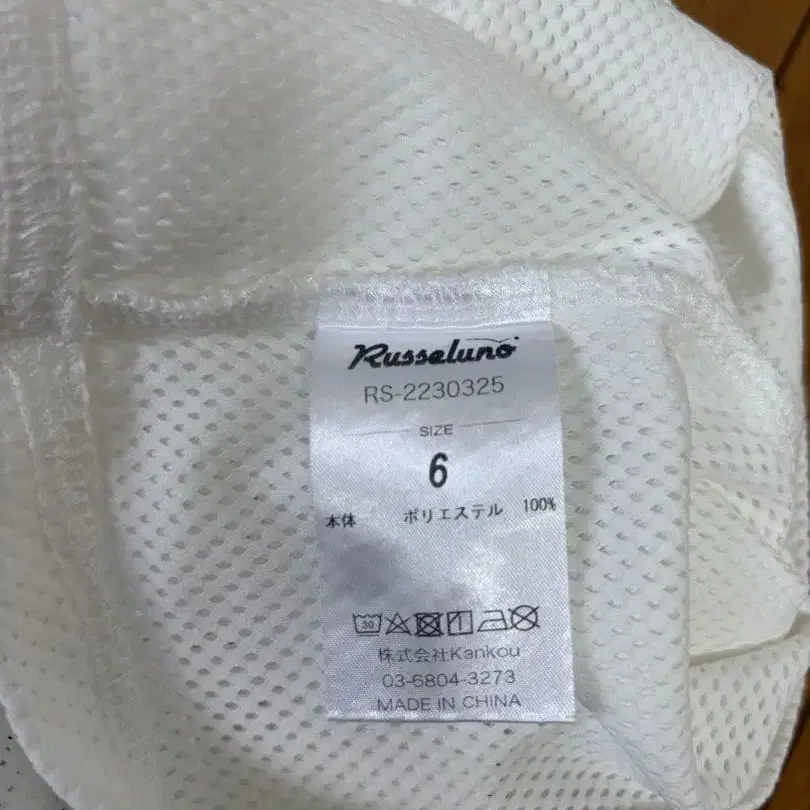 Russeluno
RS-2230325
SIZE
6
本体 ポリエステル 100%
30
株式会社Kankou
03-6804-3273
MADE IN CHINA